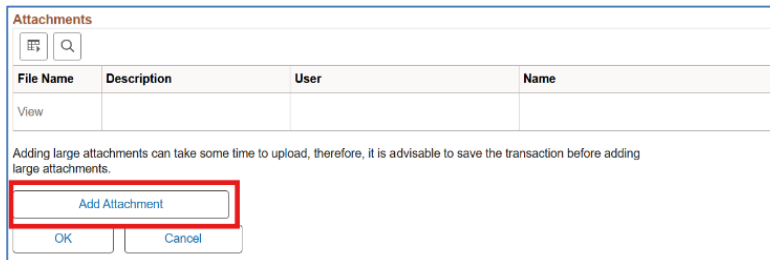 Attachments
File Name Description User Name
View
Adding large attachments can take some time to upload, therefore, it is advisable to save the transaction before adding
large attachments.
Add Attachment
OK Cancel